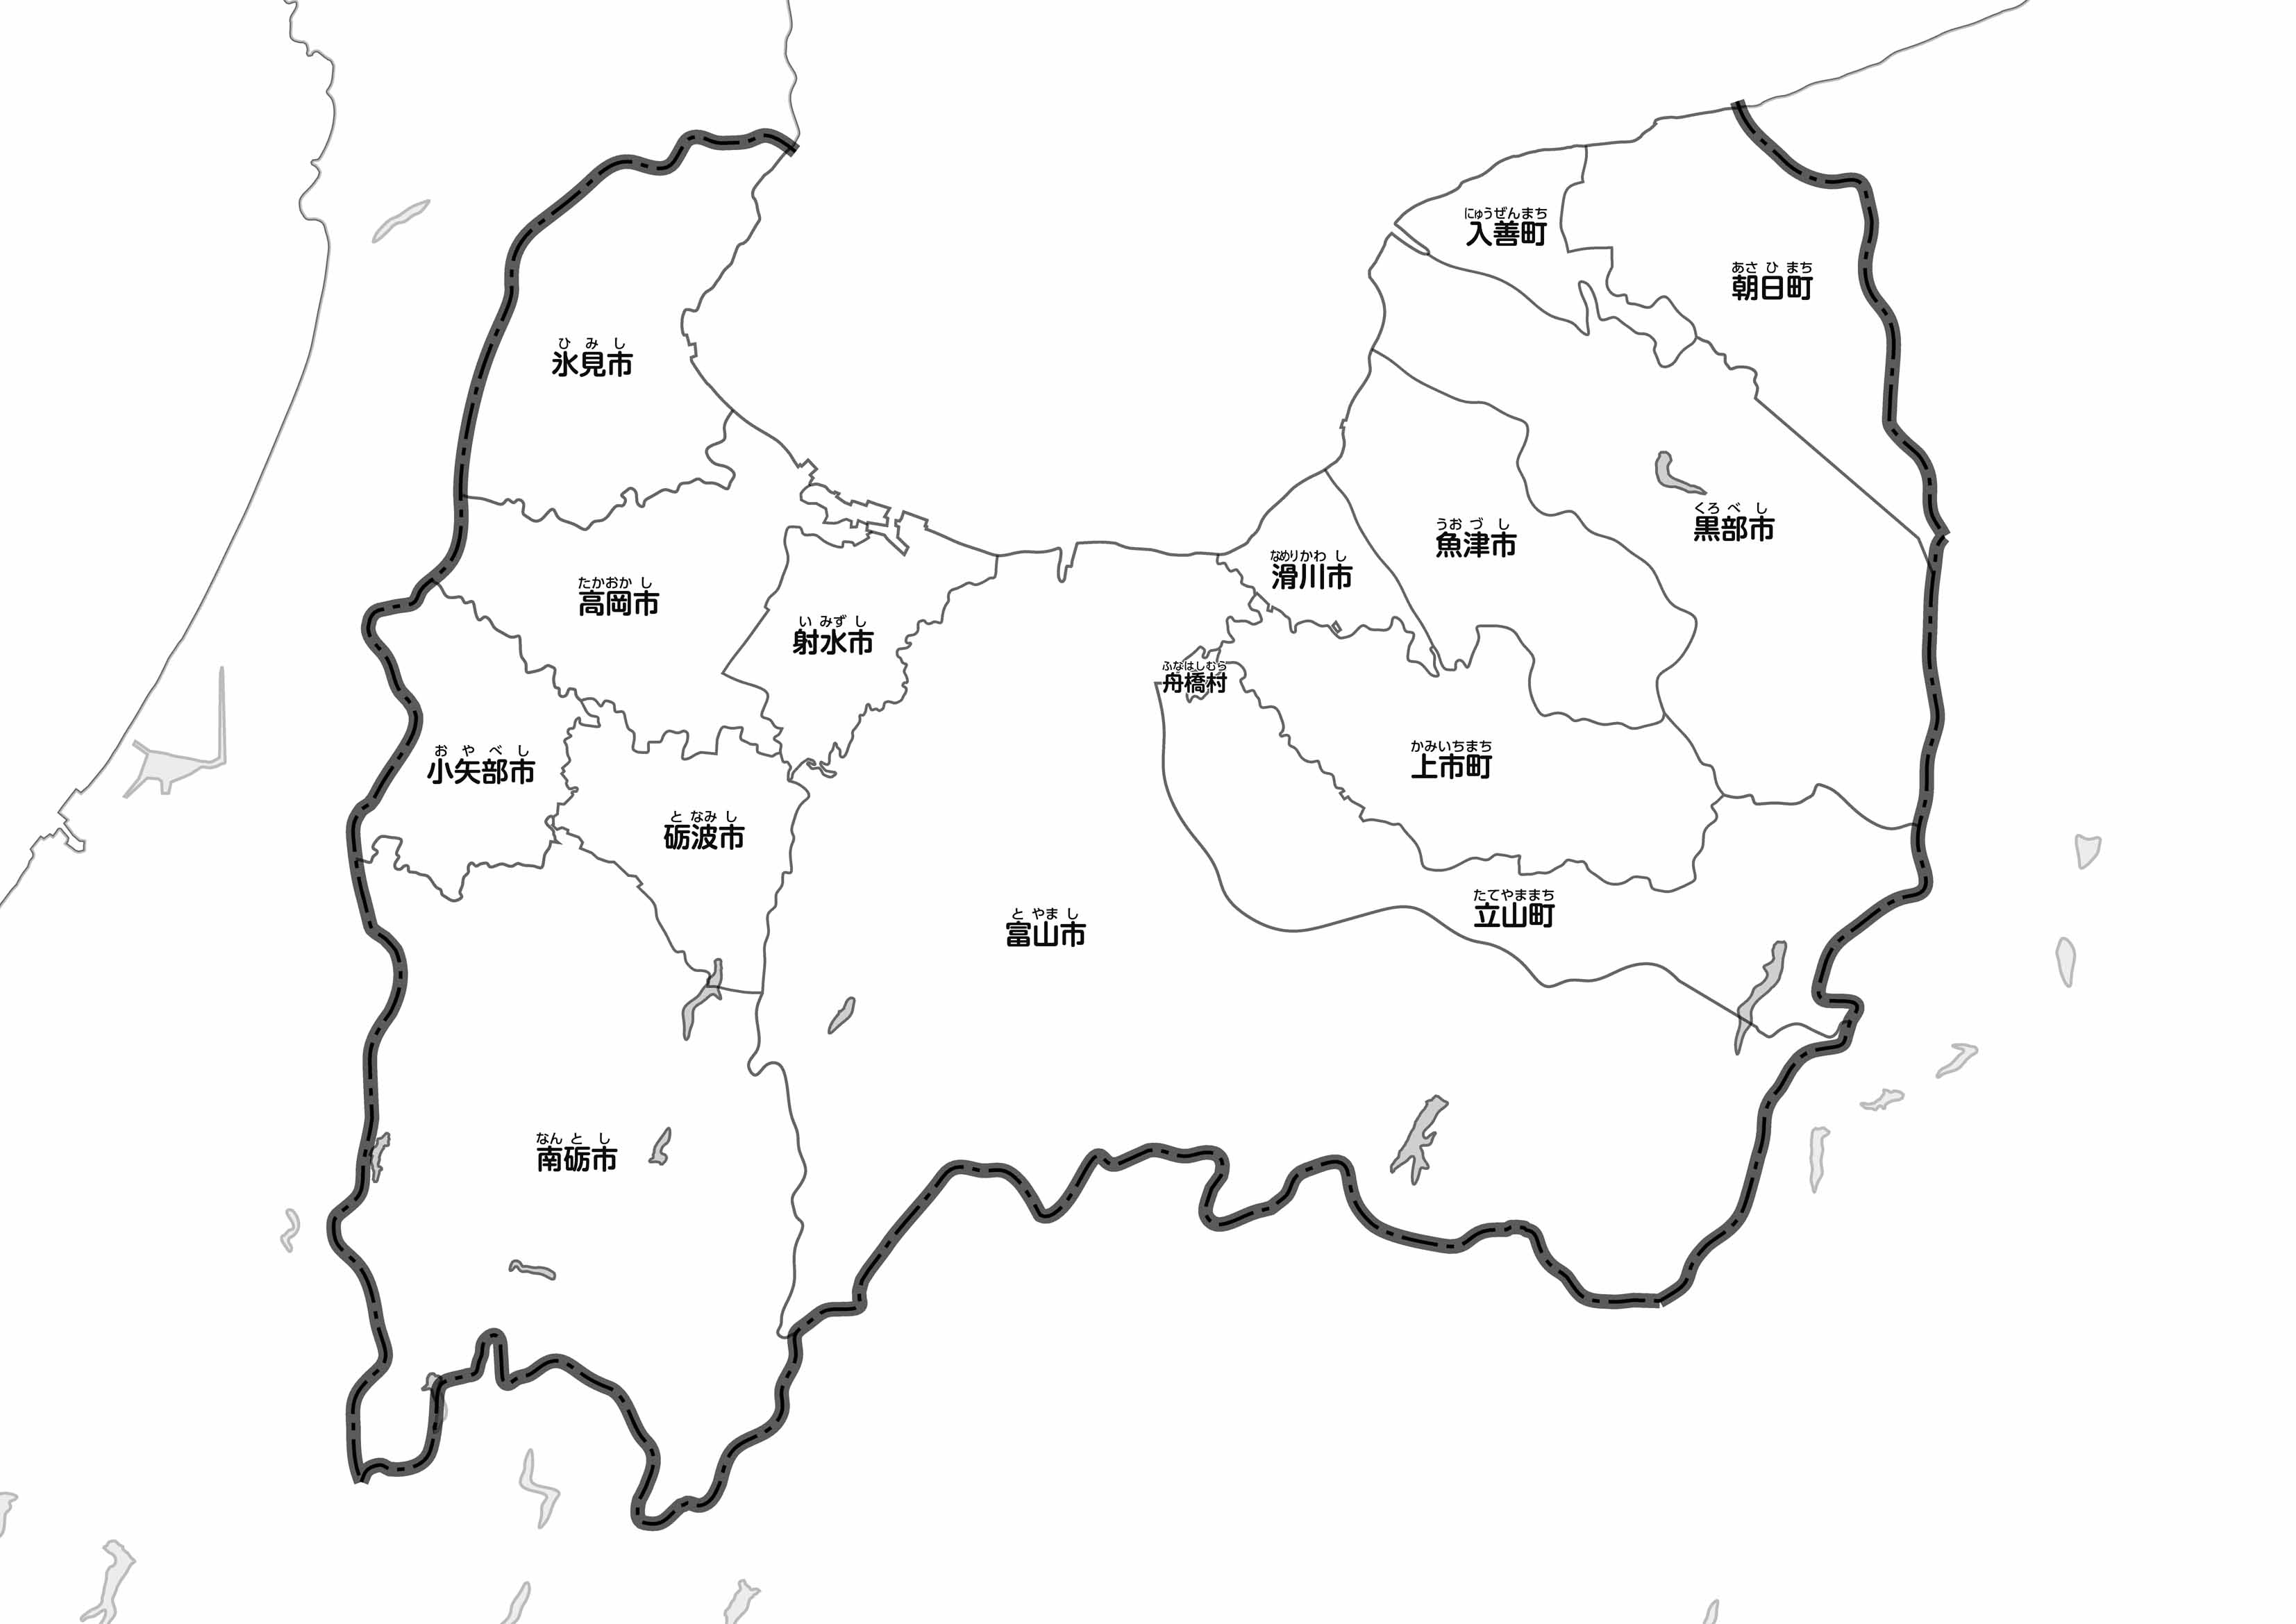 にゅうぜんまち
入善町
あさ ひ まち
朝日町
ひ み し
氷見市
くろ べ し
黒部市
うお づ し
魚津市
なめりかわ し
滑川市
たかおか し
高岡市
い みず し
射水市
ふなはしむら
舟橋村
お や べ し
小矢部市
かみいちまち
上市町
と なみ し
砺波市
たてやままち
立山町
と やま し
富山市
なん と し
南砺市